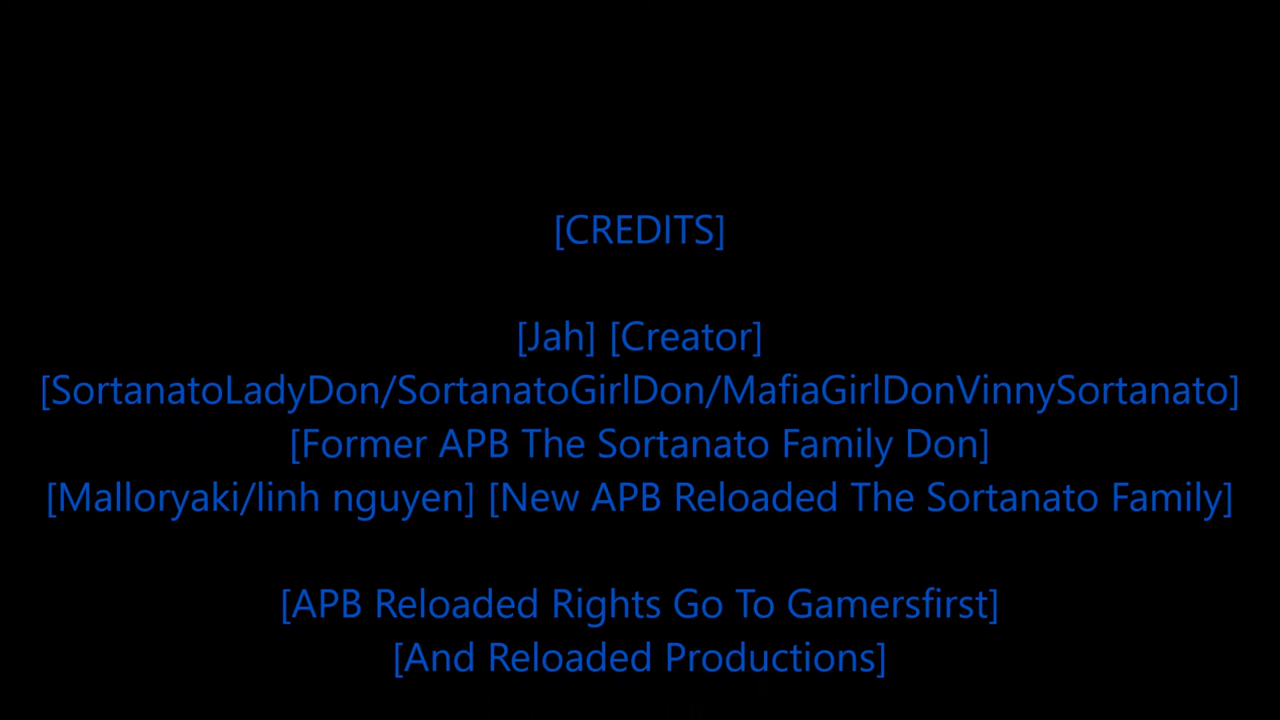 [CREDITS]
[Jah] [Creator]
[SortanatoLadyDon/SortanatoGirlDon/MafiaGirlDonVinnySortanato]
[Former APB The Sortanato Family Don]
[Malloryaki/linh nguyen] [New APB Reloaded The Sortanato Family]
[APB Reloaded Rights Go To Gamersfirst]
[And Reloaded Productions]